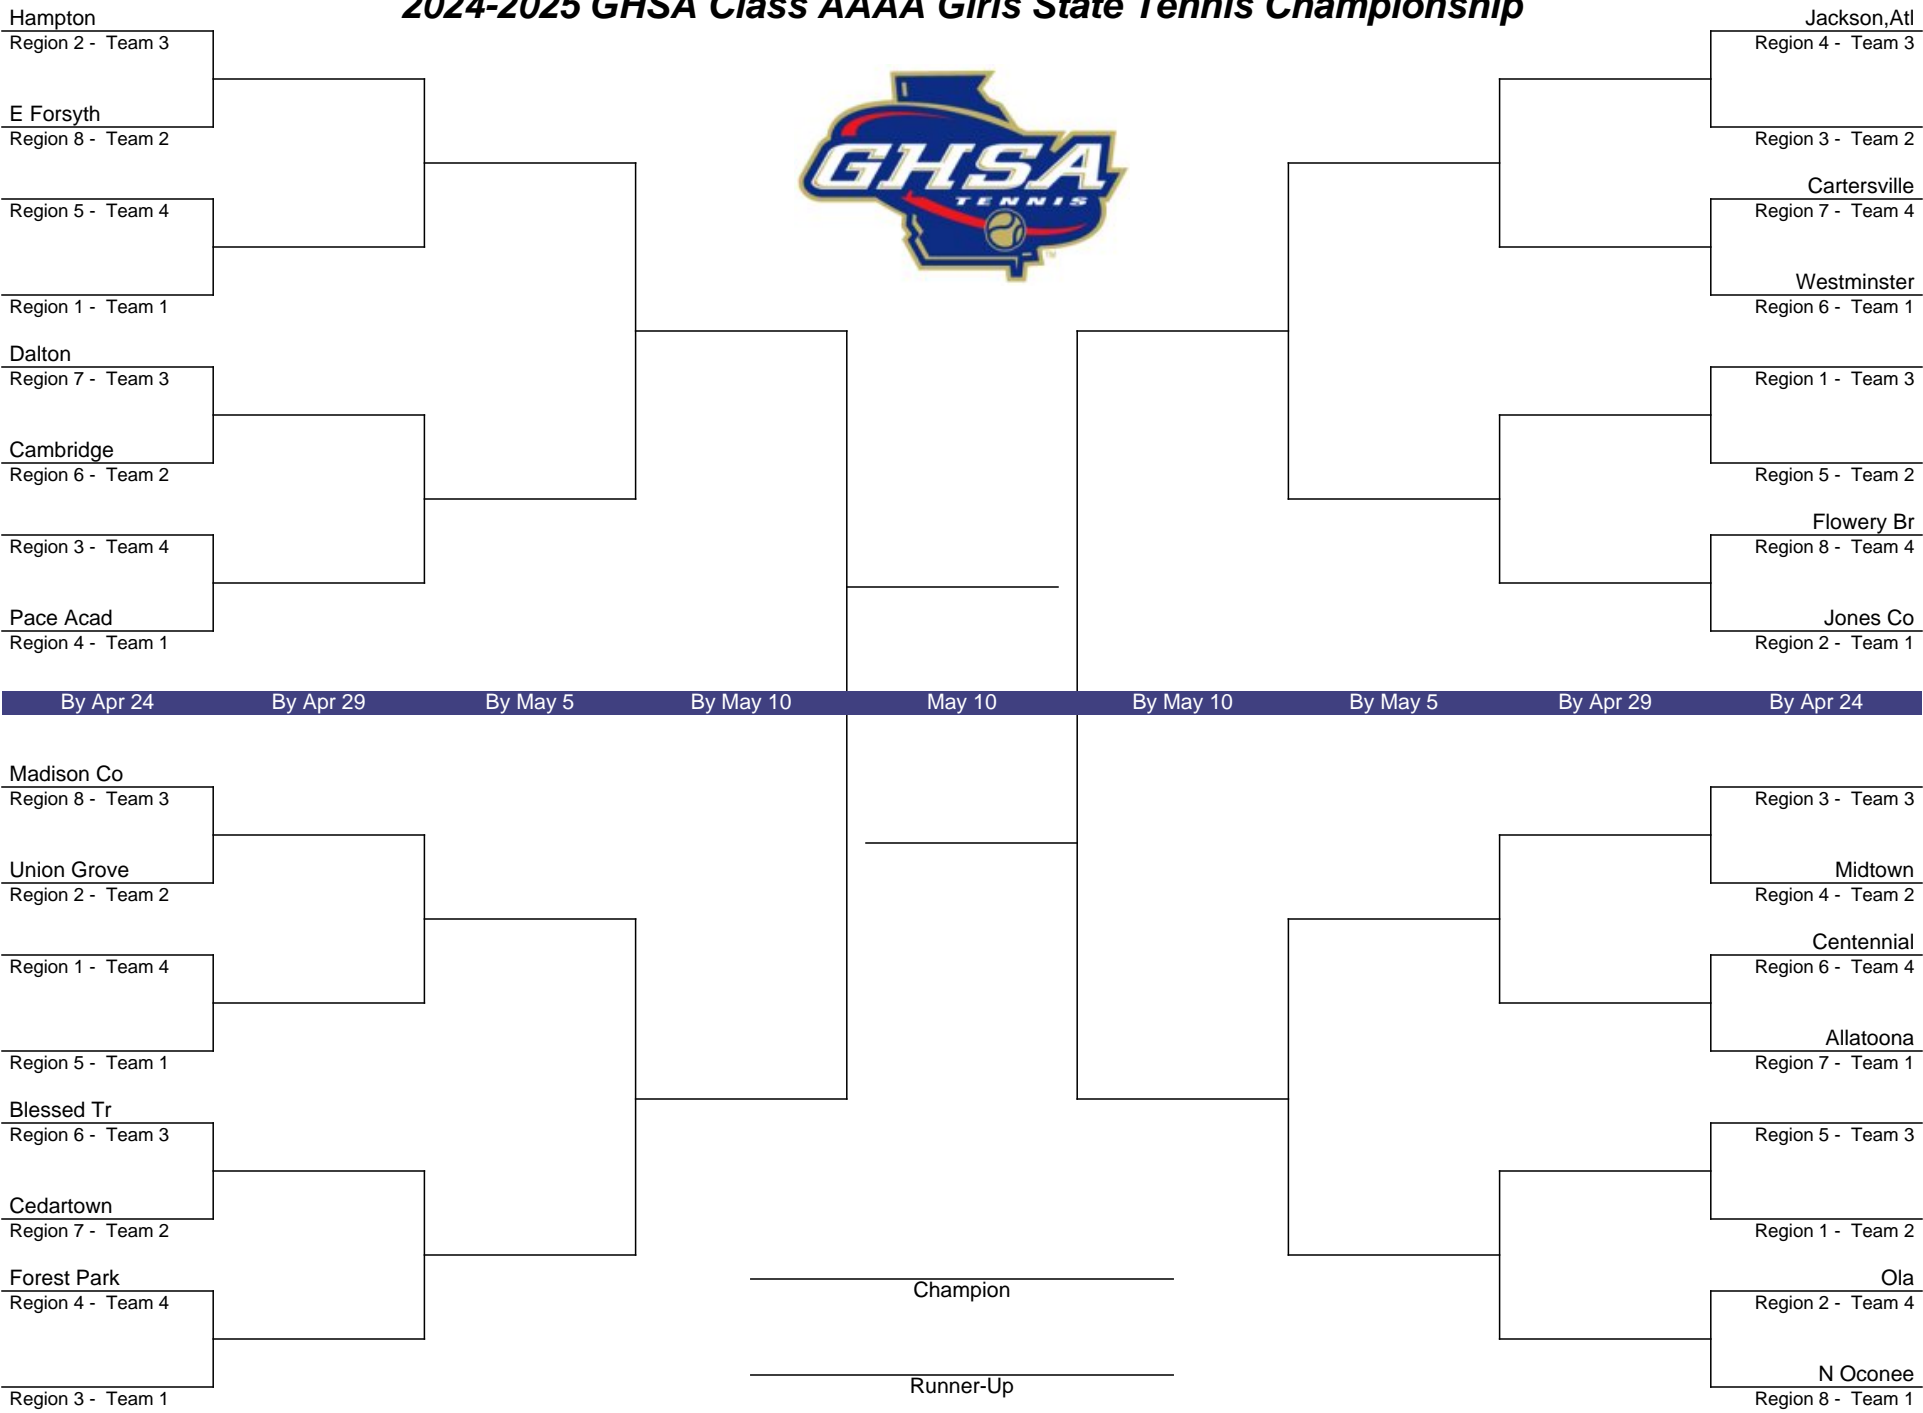 2024-2025 GHSA Class AAAA Girls State Tennis Championship
Hampton
Region 2 - Team 3
E Forsyth
Region 8 - Team 2
Region 5 - Team 4
Region 1 - Team 1
Dalton
Region 7 - Team 3
Cambridge
Region 6 - Team 2
Region 3 - Team 4
Pace Acad
Region 4 - Team 1
GHSA
TENNIS
TM
Jackson,Atl
Region 4 - Team 3
Region 3 - Team 2
Cartersville
Region 7 - Team 4
Westminster
Region 6 - Team 1
Region 1 - Team 3
Region 5 - Team 2
Flowery Br
Region 8 - Team 4
Jones Co
Region 2 - Team 1
By Apr 24 By Apr 29 By May 5 By May 10 May 10 By May 10 By May 5 By Apr 29 By Apr 24
Madison Co
Region 8 - Team 3
Union Grove
Region 2 - Team 2
Region 1 - Team 4
Region 5 - Team 1
Blessed Tr
Region 6 - Team 3
Cedartown
Region 7 - Team 2
Forest Park
Region 4 - Team 4
Region 3 - Team 1
Champion
Runner-Up
Region 3 - Team 3
Midtown
Region 4 - Team 2
Centennial
Region 6 - Team 4
Allatoona
Region 7 - Team 1
Region 5 - Team 3
Region 1 - Team 2
Ola
Region 2 - Team 4
N Oconee
Region 8 - Team 1